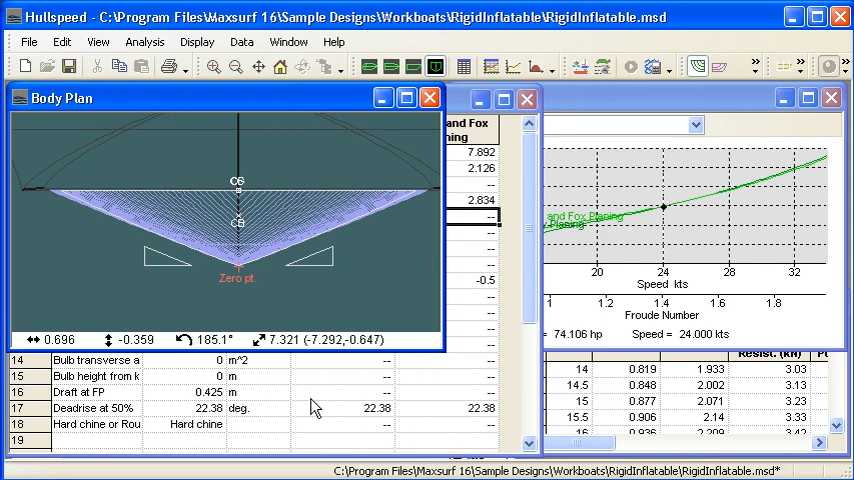 Hullspeed - C:\Program Files\Maxsurf 16\Sample Designs\Workboats\RigidInflatable\RigidInflatable.msd
File Edit View Analysis Display Data Window Help
Body Plan
CG
CB
Zero pt.
0.696 -0.359 185.1° 7.321 (-7.292,-0.647)
and Fox
7.892
2.126
--
2.834
--
--
--
--
-0.5
--
--
--
--
14 Bulb transverse a 0 m^2 -- --
15 Bulb height from k 0 m -- --
16 Draft at FP 0.425 m -- --
17 Deadrise at 50% 22.38 deg. 22.38 22.38
18 Hard chine or Rou Hard chine -- --
19
and Fox Planing
Planing
20 24 28 32
Speed kts
1 1.2 1.4 1.6 1.8
Froude Number
= 74.106 hp Speed = 24.000 kts
Resist. (kN)
14 0.819 1.933 3.03
14.5 0.848 2.002 3.13
15 0.877 2.071 3.23
15.5 0.906 2.14 3.33
16 0.936 2.209 3.42
C:\Program Files\Maxsurf 16\Sample Designs\Workboats\RigidInflatable\RigidInflatable.msd*